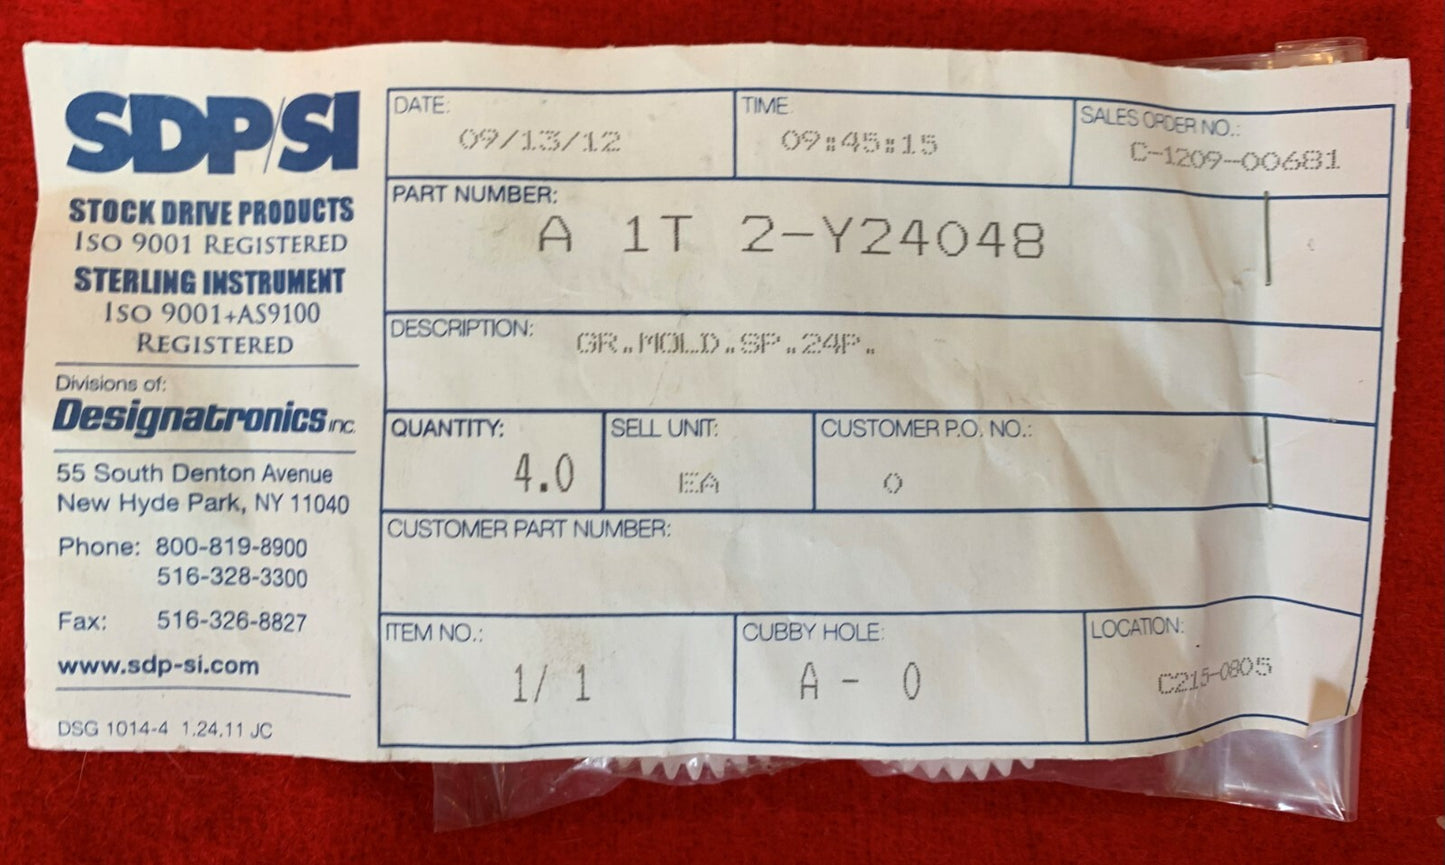 SDP/SI
STOCK DRIVE PRODUCTS
ISO 9001 REGISTERED
STERLING INSTRUMENT
ISO 9001+AS9100
REGISTERED
Divisions of:
Designatronics INC.
55 South Denton Avenue
New Hyde Park, NY 11040
Phone: 800-819-8900
516-328-3300
Fax: 516-326-8827
www.sdp-si.com
DSG 1014-4 1.24.11 JC
DATE:
09/13/12
TIME:
09:45:15
SALES ORDER NO.:
C-1209-00681
PART NUMBER:
A 1T 2-Y24048
DESCRIPTION:
GR.MOLD.SP.24P.
QUANTITY:
4.0
SELL UNIT:
EA
CUSTOMER P.O. NO.:
0
CUSTOMER PART NUMBER:
ITEM NO.:
1/ 1
CUBBY HOLE:
A - 0
LOCATION:
C215-0805